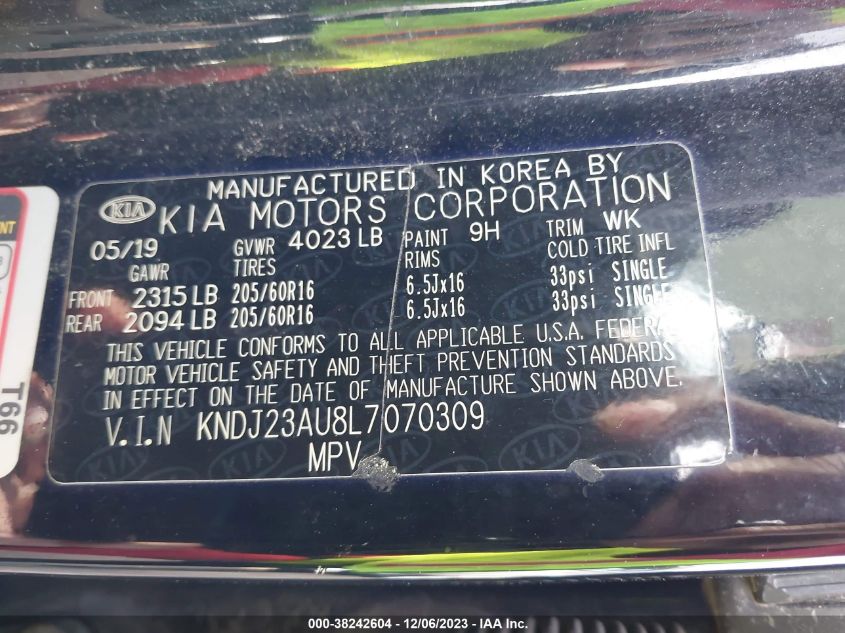 MANUFACTURED IN KOREA BY
KIA KIA MOTORS CORPORATION
05/19 GVWR 4023 LB PAINT 9H TRIM WK
GAWR TIRES RIMS COLD TIRE INFL
FRONT 2315 LB 205/60R16 6.5Jx16 33psi SINGLE
REAR 2094 LB 205/60R16 6.5Jx16 33psi SINGLE
THIS VEHICLE CONFORMS TO ALL APPLICABLE U.S.A. FEDERAL
MOTOR VEHICLE SAFETY AND THEFT PREVENTION STANDARDS
IN EFFECT ON THE DATE OF MANUFACTURE SHOWN ABOVE.
V.I.N KNDJ23AU8L7070309
MPV
66T
000-38242604 - 12/06/2023 - IAA Inc.